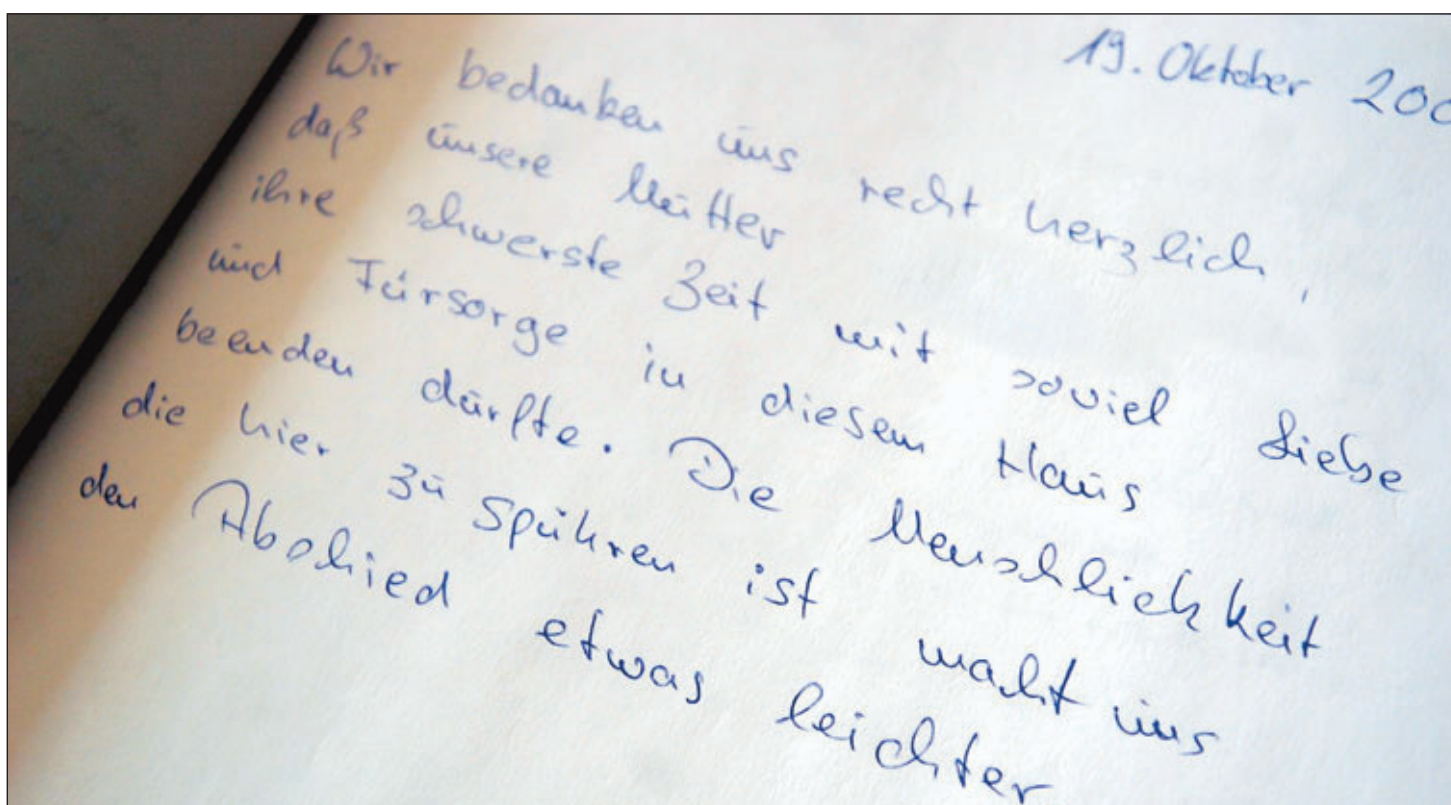 19. Oktober 200
Wir bedanken uns recht herzlich,
daß unsere Mutter
ihre schwerste Zeit mit soviel Liebe
und Fürsorge in diesem Haus
beenden durfte. Die Menschlichkeit
die hier zu spühren ist macht uns
den Abschied etwas leichter